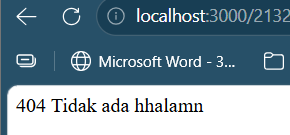 localhost:3000/2132
Microsoft Word - 3...
404 Tidak ada hhalamn